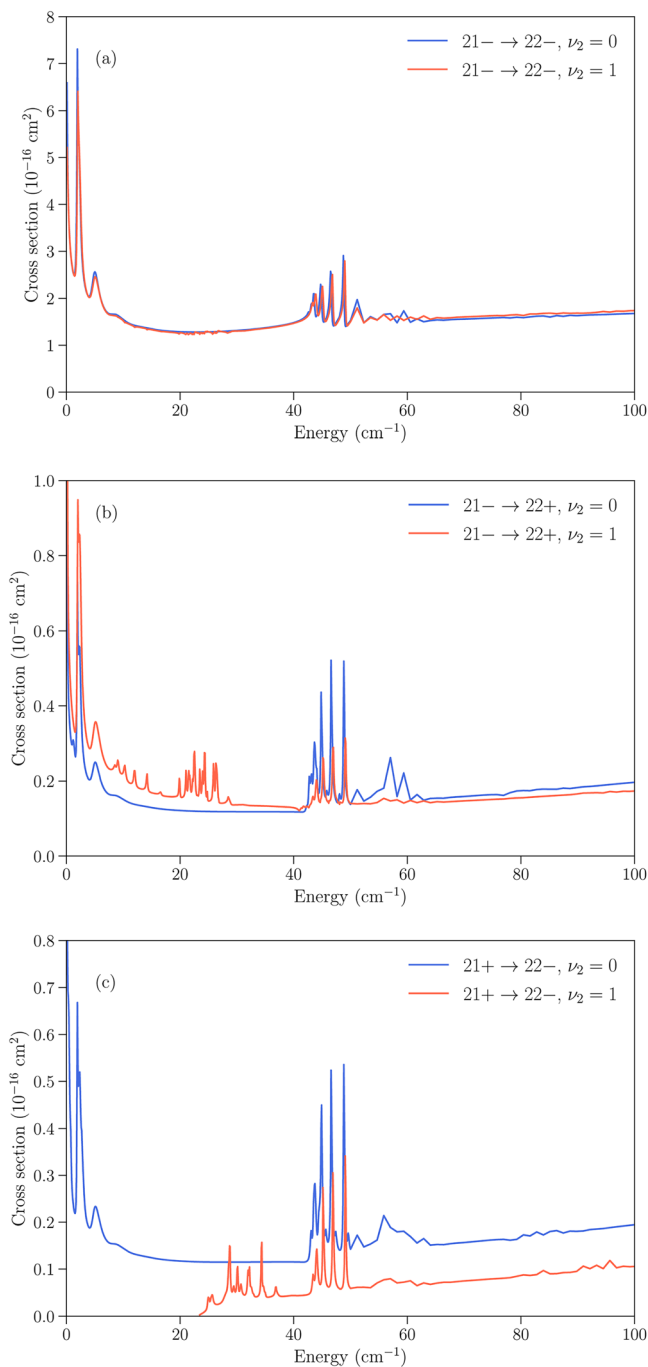 8
7
6
5
4
3
2
1
0
Cross section (10⁻¹⁶ cm²)
(a)
21− → 22−, ν₂ = 0
21− → 22−, ν₂ = 1
0 20 40 60 80 100
Energy (cm⁻¹)
1.0
0.8
0.6
0.4
0.2
0.0
Cross section (10⁻¹⁶ cm²)
(b)
21− → 22+, ν₂ = 0
21− → 22+, ν₂ = 1
0 20 40 60 80 100
Energy (cm⁻¹)
0.8
0.7
0.6
0.5
0.4
0.3
0.2
0.1
0.0
Cross section (10⁻¹⁶ cm²)
(c)
21+ → 22−, ν₂ = 0
21+ → 22−, ν₂ = 1
0 20 40 60 80 100
Energy (cm⁻¹)